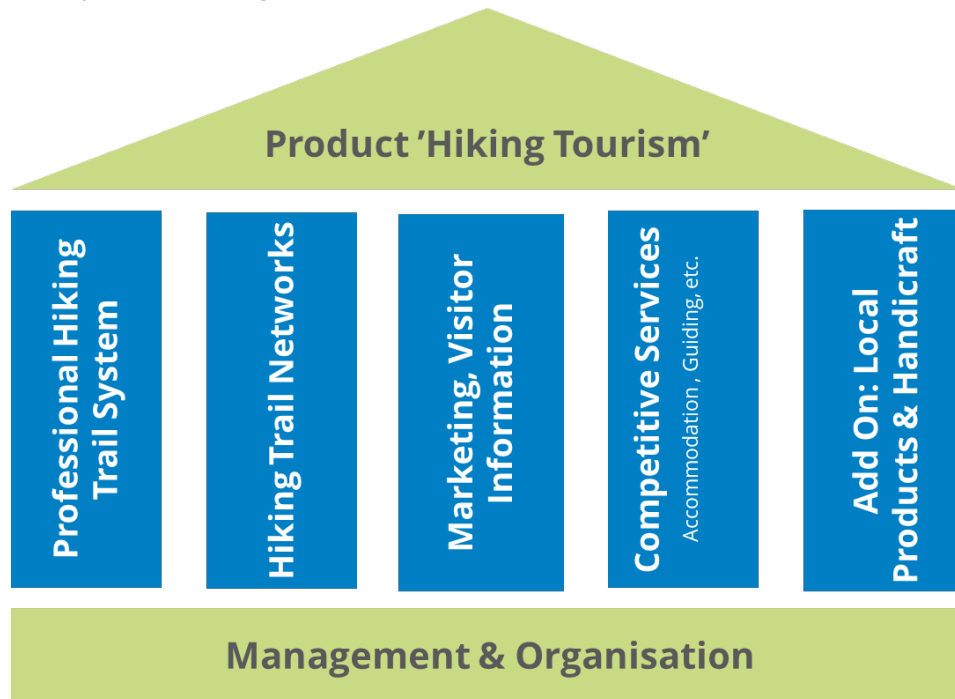 Product ’Hiking Tourism’
Professional Hiking
Trail System
Hiking Trail Networks
Marketing, Visitor
Information
Competitive Services
Accommodation , Guiding, etc.
Add On: Local
Products & Handicraft
Management & Organisation